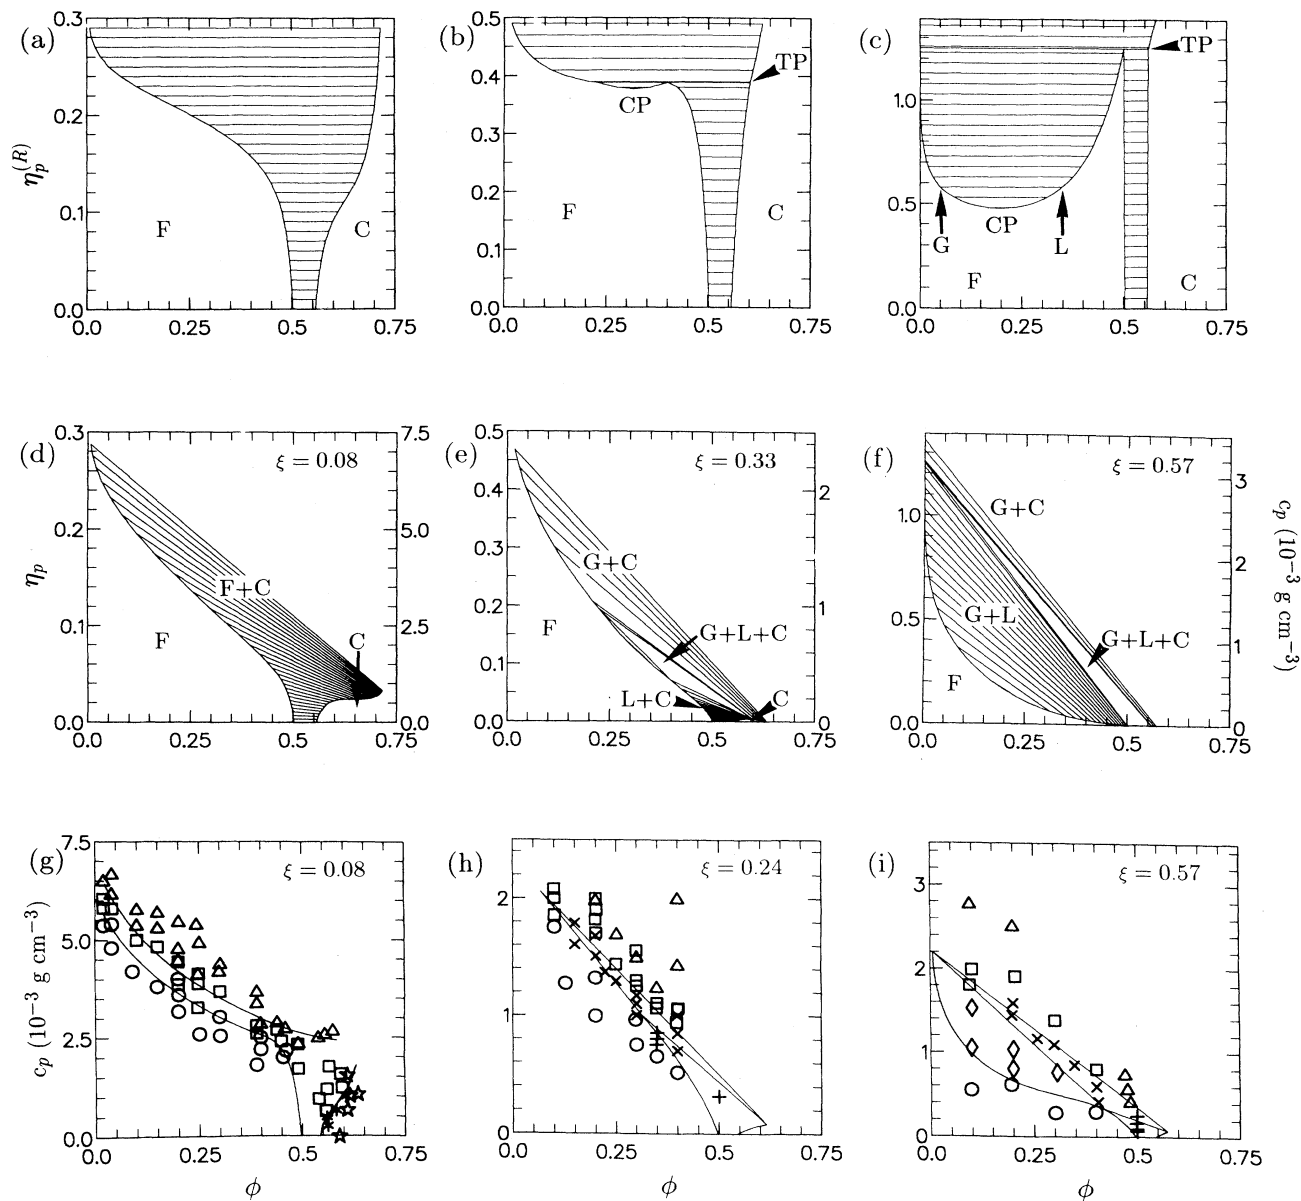 (a)
0.3
0.2
0.1
0.0
η_p^(R)
F
C
0.0 0.25 0.50 0.75
(b)
0.5
0.4
0.3
0.2
0.1
0.0
TP
CP
F
C
0.0 0.25 0.50 0.75
(c)
1.0
0.5
0.0
TP
CP
G
L
F
C
0.0 0.25 0.50 0.75
(d)
0.3
0.2
0.1
0.0
η_p
ξ = 0.08
F+C
F
C
7.5
5.0
2.5
0.0
0.0 0.25 0.50 0.75
(e)
0.5
0.4
0.3
0.2
0.1
0.0
ξ = 0.33
G+C
F
G+L+C
L+C
C
2
1
0
0.0 0.25 0.50 0.75
(f)
1.0
0.5
0.0
ξ = 0.57
G+C
G+L
G+L+C
F
3
2
1
0
c_p (10⁻³ g cm⁻³)
0.0 0.25 0.50 0.75
(g)
7.5
5.0
2.5
0.0
c_p (10⁻³ g cm⁻³)
ξ = 0.08
0.0 0.25 0.50 0.75
ϕ
(h)
2
1
0
ξ = 0.24
0.0 0.25 0.50 0.75
ϕ
(i)
3
2
1
0
ξ = 0.57
0.0 0.25 0.50 0.75
ϕ